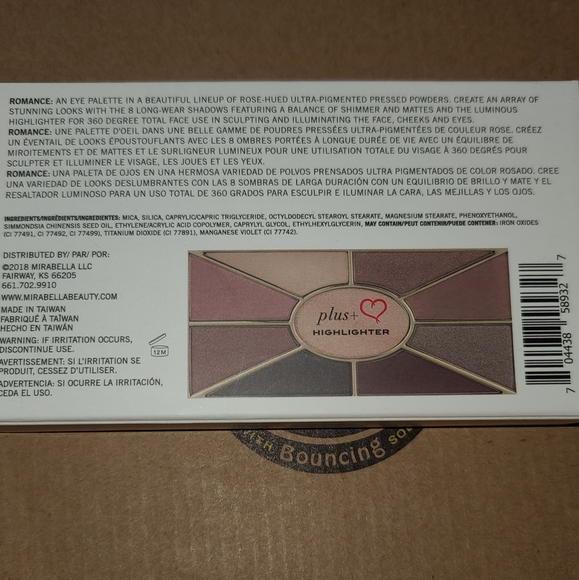 ROMANCE: AN EYE PALETTE IN A BEAUTIFUL LINEUP OF ROSE-HUED ULTRA-PIGMENTED PRESSED POWDERS. CREATE AN ARRAY OF
STUNNING LOOKS WITH THE 8 LONG-WEAR SHADOWS FEATURING A BALANCE OF SHIMMER AND MATTES AND THE LUMINOUS
HIGHLIGHTER FOR 360 DEGREE TOTAL FACE USE IN SCULPTING AND ILLUMINATING THE FACE, CHEEKS AND EYES.
ROMANCE: UNE PALETTE D'OEIL DANS UNE BELLE GAMME DE POUDRES PRESSÉES ULTRA-PIGMENTÉES DE COULEUR ROSE. CRÉEZ
UN ÉVENTAIL DE LOOKS ÉPOUSTOUFLANTS AVEC LES 8 OMBRES PORTÉES À LONGUE DURÉE DE VIE AVEC UN ÉQUILIBRE DE
MIROITEMENTS ET DE MATTES ET LE SURLIGNEUR LUMINEUX POUR UNE UTILISATION TOTALE DU VISAGE À 360 DEGRÉS POUR
SCULPTER ET ILLUMINER LE VISAGE, LES JOUES ET LES YEUX.
ROMANCE: UNA PALETA DE OJOS EN UNA HERMOSA VARIEDAD DE POLVOS PRENSADOS ULTRA PIGMENTADOS DE COLOR ROSADO. CREE
UNA VARIEDAD DE LOOKS DESLUMBRANTES CON LAS 8 SOMBRAS DE LARGA DURACIÓN CON UN EQUILIBRIO DE BRILLO Y MATE Y EL
RESALTADOR LUMINOSO PARA UN USO TOTAL DE 360 GRADOS PARA ESCULPIR E ILUMINAR LA CARA, LAS MEJILLAS Y LOS OJOS.
INGREDIENTS/INGRÉDIENTS/INGREDIENTES: MICA, SILICA, CAPRYLIC/CAPRIC TRIGLYCERIDE, OCTYLDODECYL STEAROYL STEARATE, MAGNESIUM STEARATE, PHENOXYETHANOL,
SIMMONDSIA CHINENSIS SEED OIL, ETHYLENE/ACRYLIC ACID COPOLYMER, CAPRYLYL GLYCOL, ETHYLHEXYLGLYCERIN, MAY CONTAIN/PEUT CONTENIR/PUEDE CONTENER: IRON OXIDES
(CI 77491, CI 77492, CI 77499), TITANIUM DIOXIDE (CI 77891), MANGANESE VIOLET (CI 77742).
DISTRIBUTED BY/ PAR/ POR:
©2018 MIRABELLA LLC
FAIRWAY, KS 66205
661.702.9910
WWW.MIRABELLABEAUTY.COM
MADE IN TAIWAN
FABRIQUÉ À TAÏWAN
HECHO EN TAIWÁN
WARNING: IF IRRITATION OCCURS,
DISCONTINUE USE.
AVERTISSEMENT: SI L'IRRITATION SE
PRODUIT, CESSEZ D'UTILISER.
ADVERTENCIA: SI OCURRE LA IRRITACIÓN,
CEDA EL USO.
12M
plus+
HIGHLIGHTER
7 04438 58932 7
Bouncing